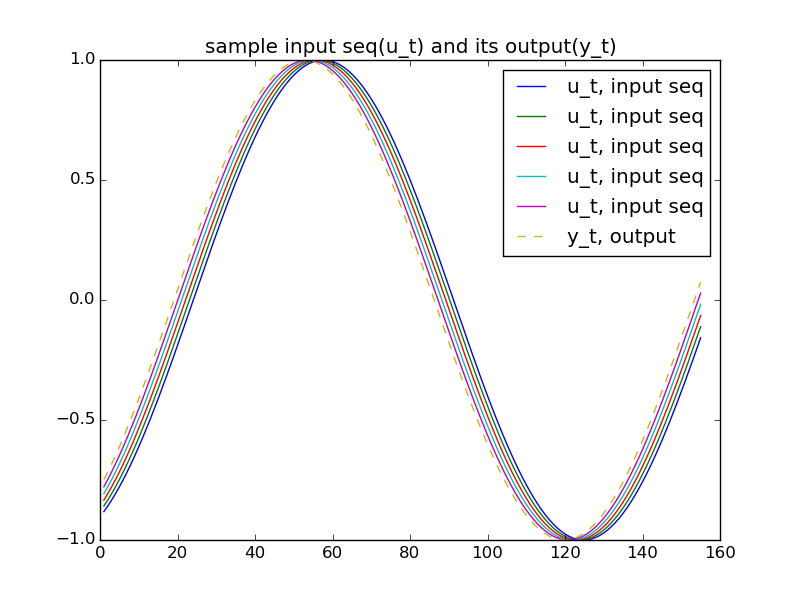 sample input seq(u_t) and its output(y_t)
1.0
0.5
0.0
−0.5
−1.0
u_t, input seq
u_t, input seq
u_t, input seq
u_t, input seq
u_t, input seq
y_t, output
0 20 40 60 80 100 120 140 160